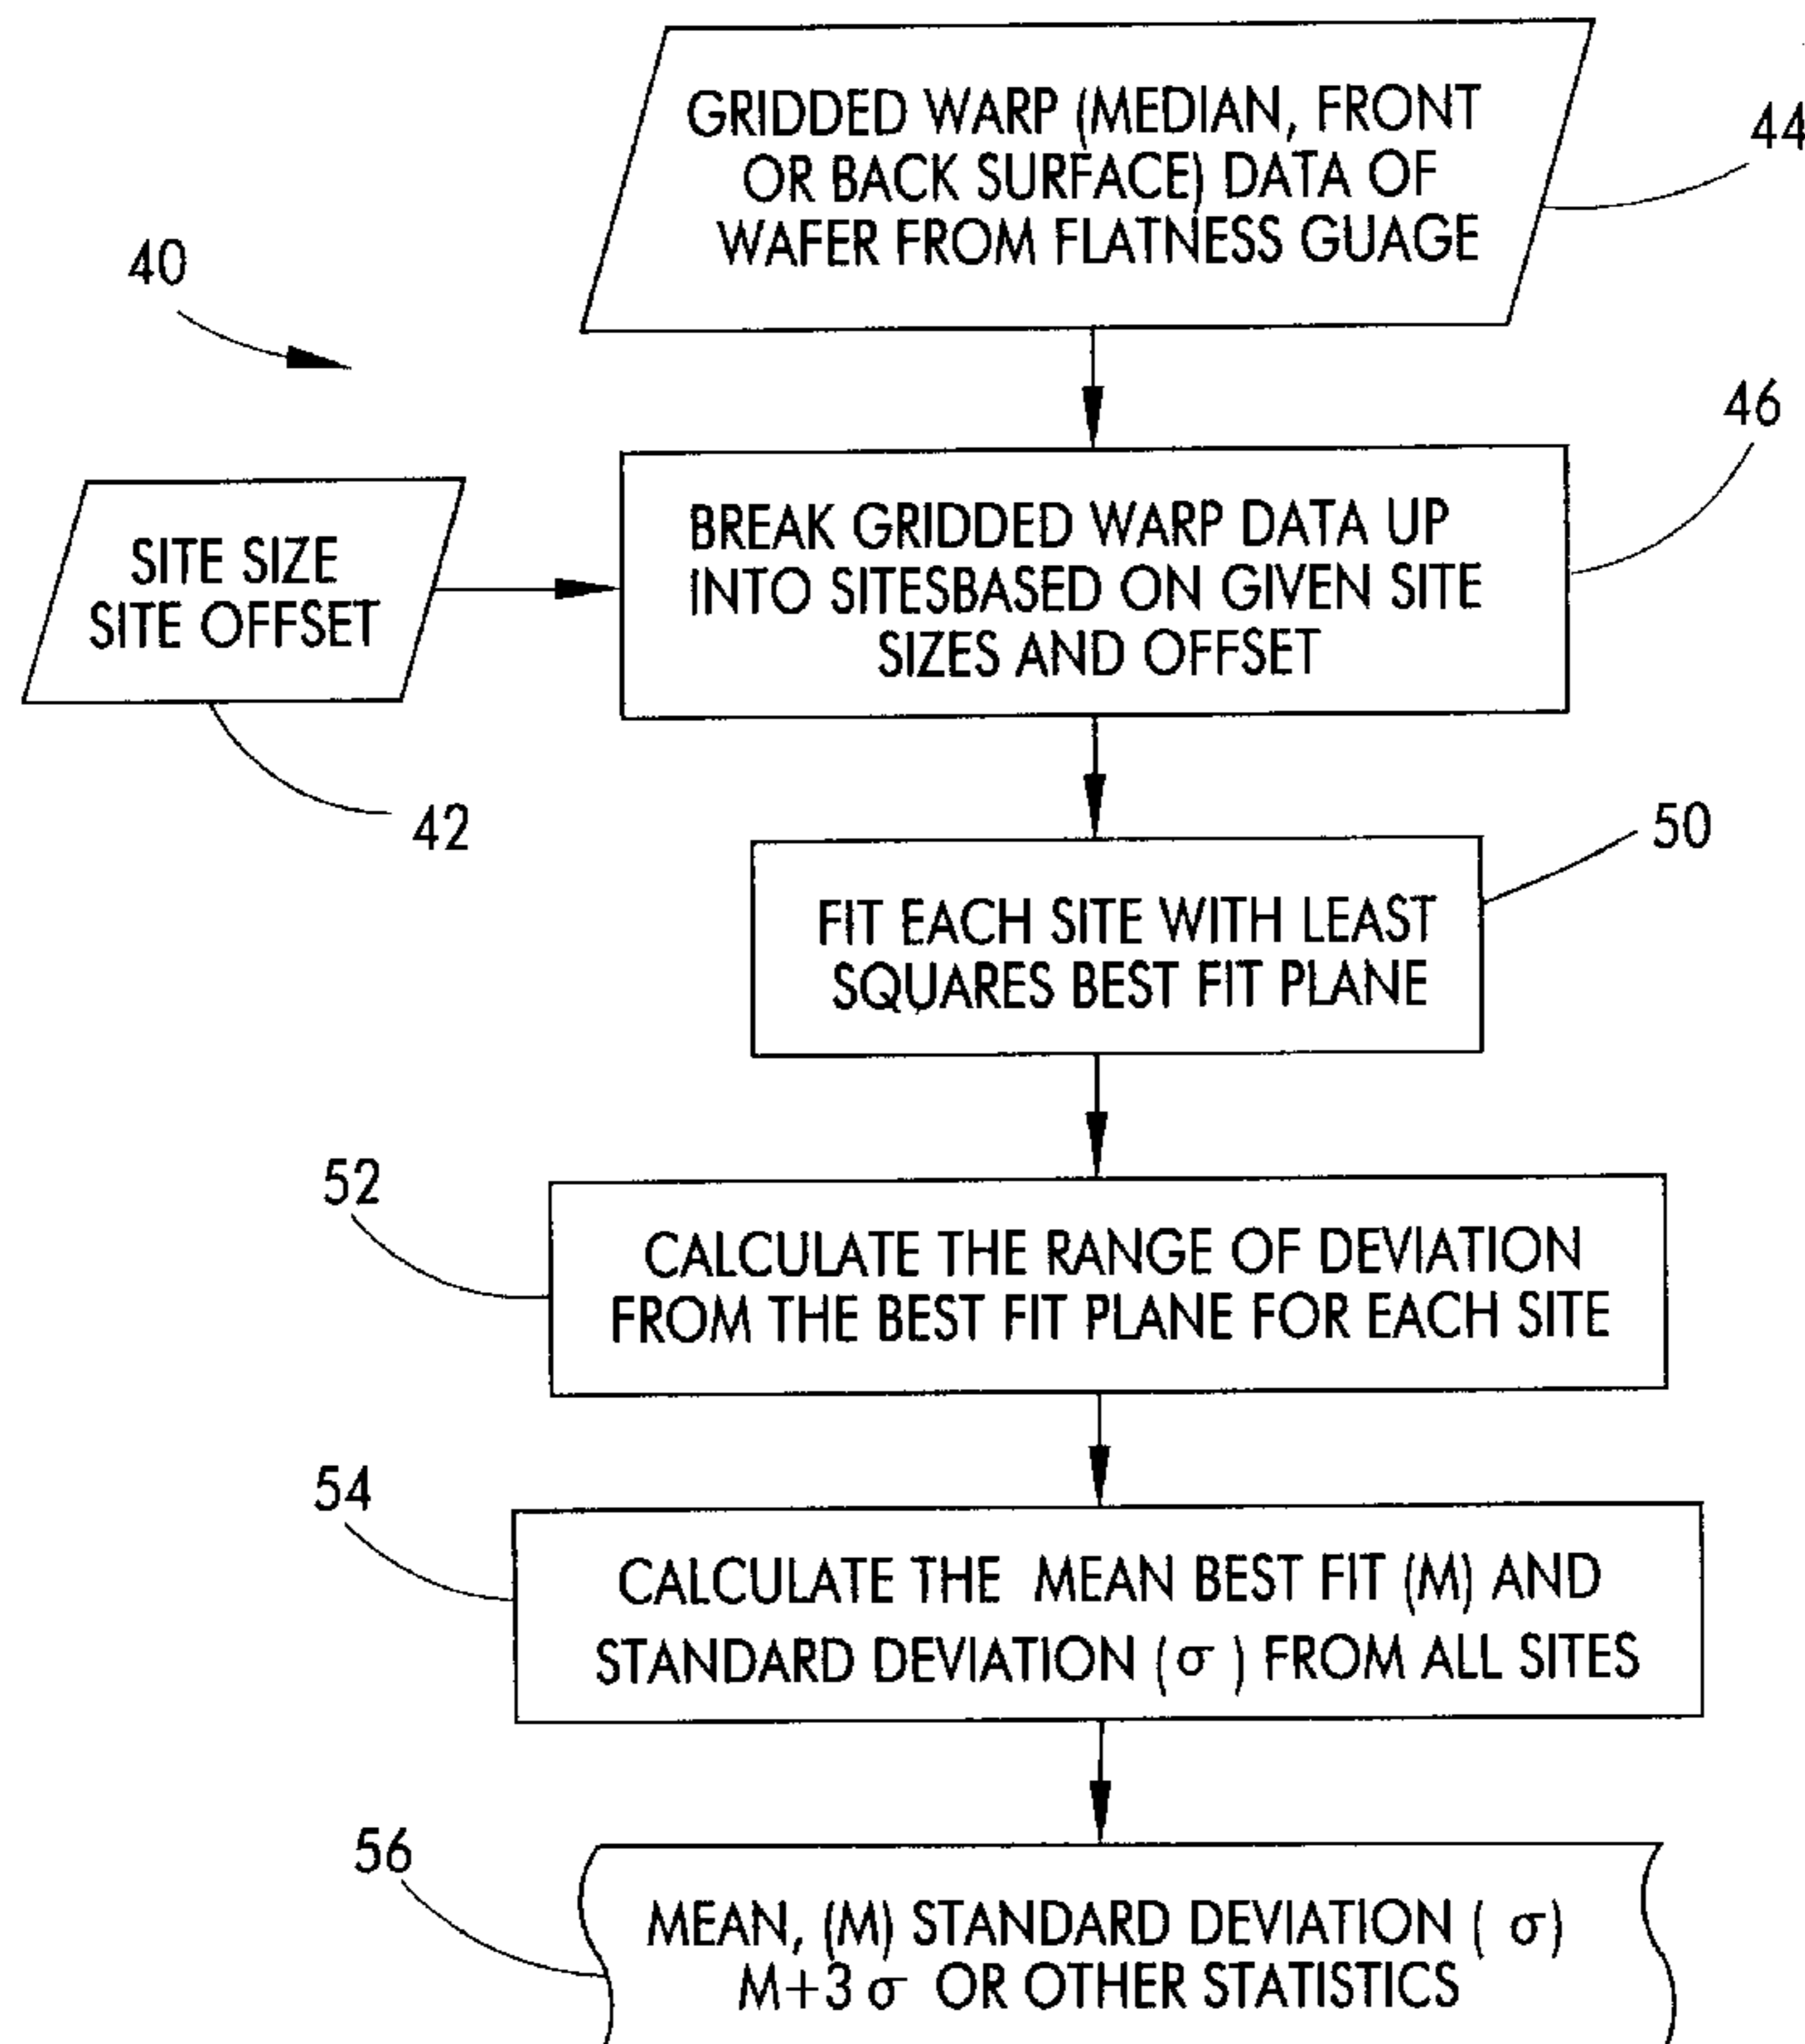 GRIDDED WARP (MEDIAN, FRONT
OR BACK SURFACE) DATA OF
WAFER FROM FLATNESS GUAGE
44
40
46
SITE SIZE
SITE OFFSET
BREAK GRIDDED WARP DATA UP
INTO SITESBASED ON GIVEN SITE
SIZES AND OFFSET
42
50
FIT EACH SITE WITH LEAST
SQUARES BEST FIT PLANE
52
CALCULATE THE RANGE OF DEVIATION
FROM THE BEST FIT PLANE FOR EACH SITE
54
CALCULATE THE MEAN BEST FIT (M) AND
STANDARD DEVIATION (σ) FROM ALL SITES
56
MEAN, (M) STANDARD DEVIATION ( σ)
M+3σ OR OTHER STATISTICS